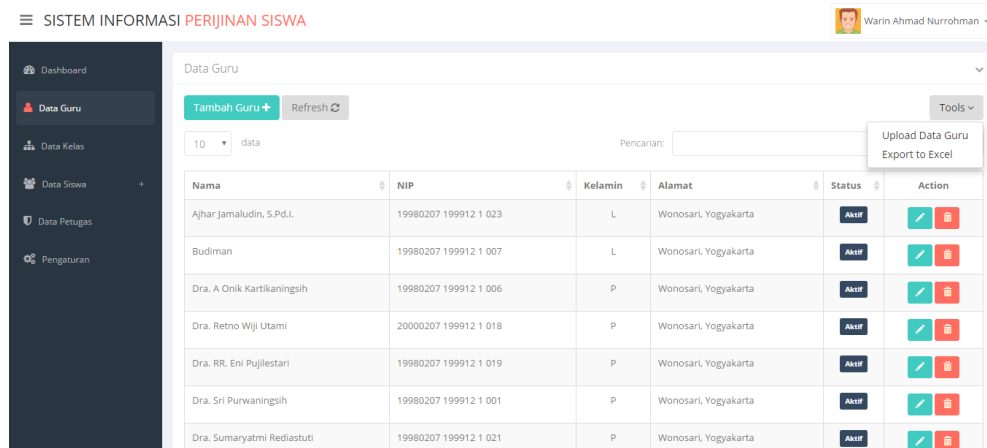 SISTEM INFORMASI PERIJINAN SISWA
Warin Ahmad Nurrohman
Dashboard
Data Guru
Data Kelas
Data Siswa +
Data Petugas
Pengaturan
Data Guru
Tambah Guru + Refresh
Tools
Upload Data Guru
Export to Excel
10 data
Pencarian:
Nama NIP Kelamin Alamat Status Action
Ajhar Jamaludin, S.Pd.I. 19980207 199912 1 023 L Wonosari, Yogyakarta Aktif
Budiman 19980207 199912 1 007 L Wonosari, Yogyakarta Aktif
Dra. A Onik Kartikaningsih 19980207 199912 1 006 P Wonosari, Yogyakarta Aktif
Dra. Retno Wiji Utami 20000207 199912 1 018 P Wonosari, Yogyakarta Aktif
Dra. RR. Eni Pujilestari 19980207 199912 1 019 P Wonosari, Yogyakarta Aktif
Dra. Sri Purwaningsih 19980207 199912 1 001 P Wonosari, Yogyakarta Aktif
Dra. Sumaryatmi Rediastuti 19980207 199912 1 021 P Wonosari, Yogyakarta Aktif